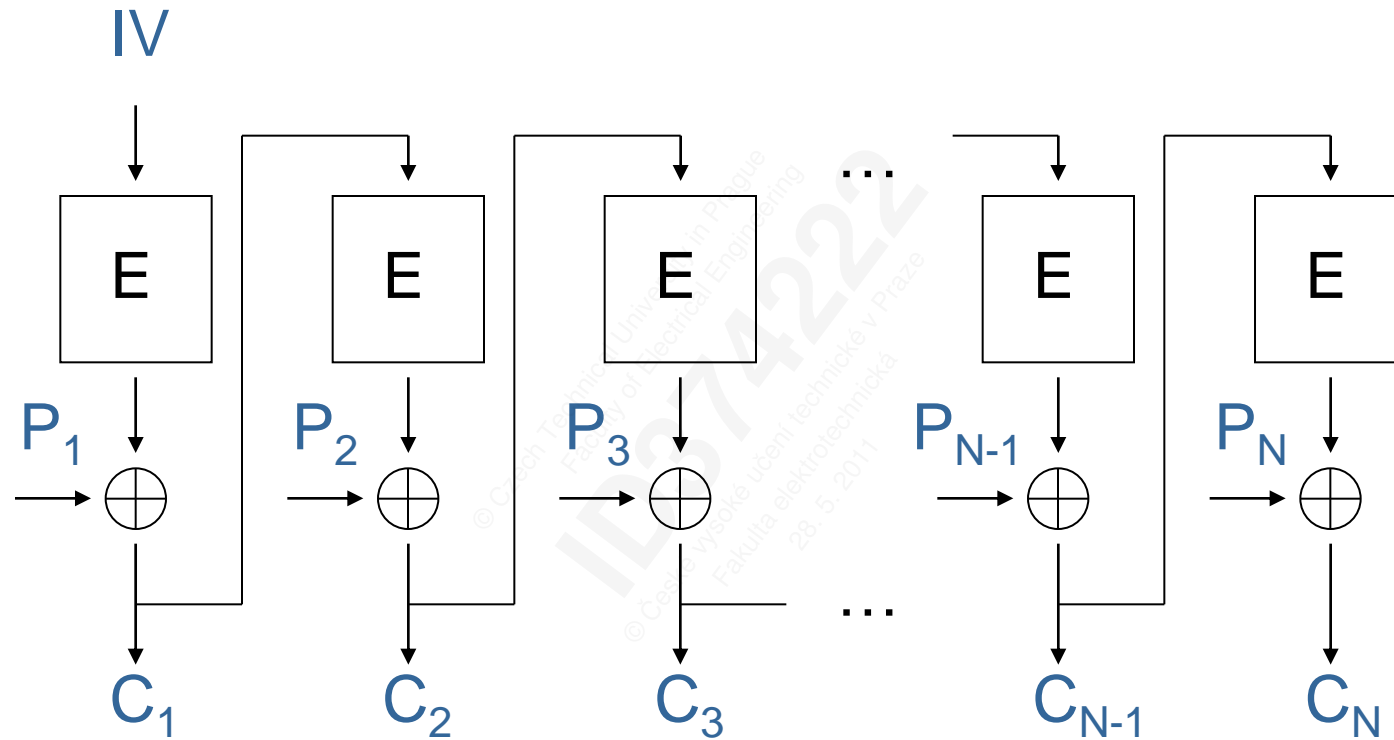 IV
...
E E E E E
P1 P2 P3 PN-1 PN
...
C1 C2 C3 CN-1 CN
© Czech Technical University in Prague
Faculty of Electrical Engineering
ID374222
© České vysoké učení technické v Praze
Fakulta elektrotechnická
28. 5. 2011